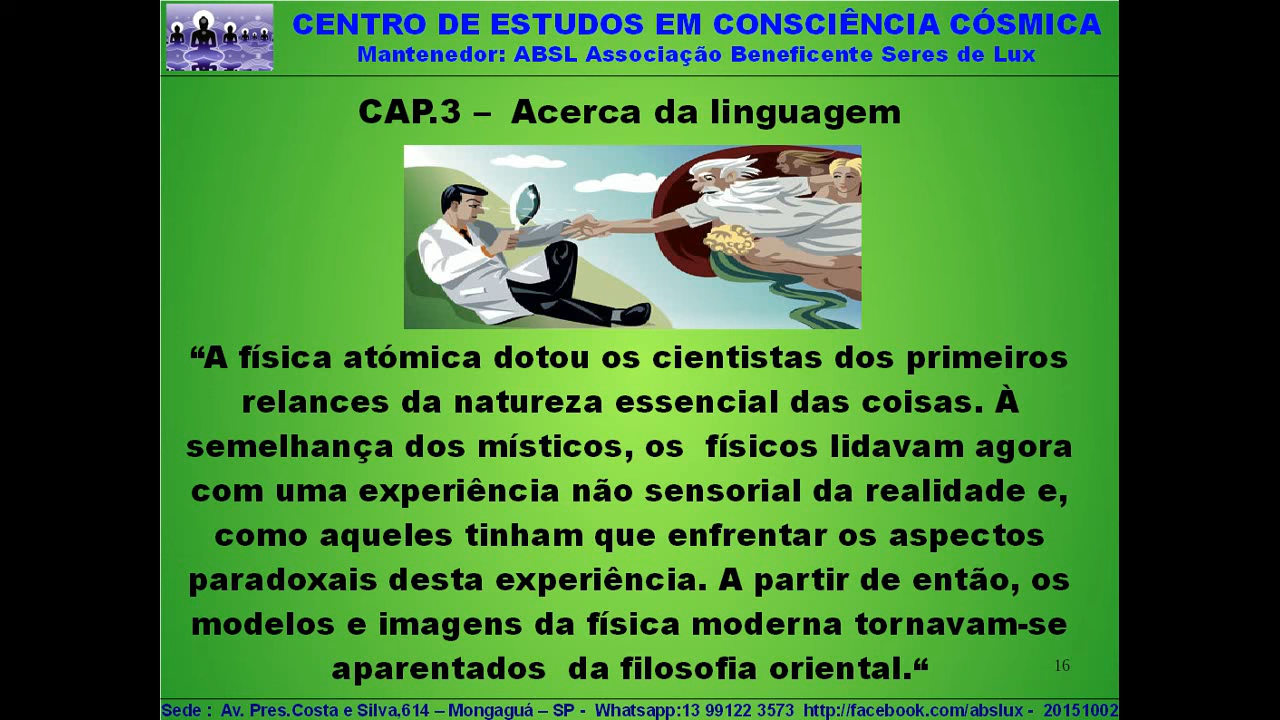 CENTRO DE ESTUDOS EM CONSCIÊNCIA CÓSMICA
Mantenedor: ABSL Associação Beneficente Seres de Lux
CAP.3 – Acerca da linguagem
“A física atómica dotou os cientistas dos primeiros
relances da natureza essencial das coisas. À
semelhança dos místicos, os físicos lidavam agora
com uma experiência não sensorial da realidade e,
como aqueles tinham que enfrentar os aspectos
paradoxais desta experiência. A partir de então, os
modelos e imagens da física moderna tornavam-se
aparentados da filosofia oriental.“
16
Sede : Av. Pres.Costa e Silva,614 – Mongaguá – SP - Whatsapp:13 99122 3573 http://facebook.com/abslux - 20151002